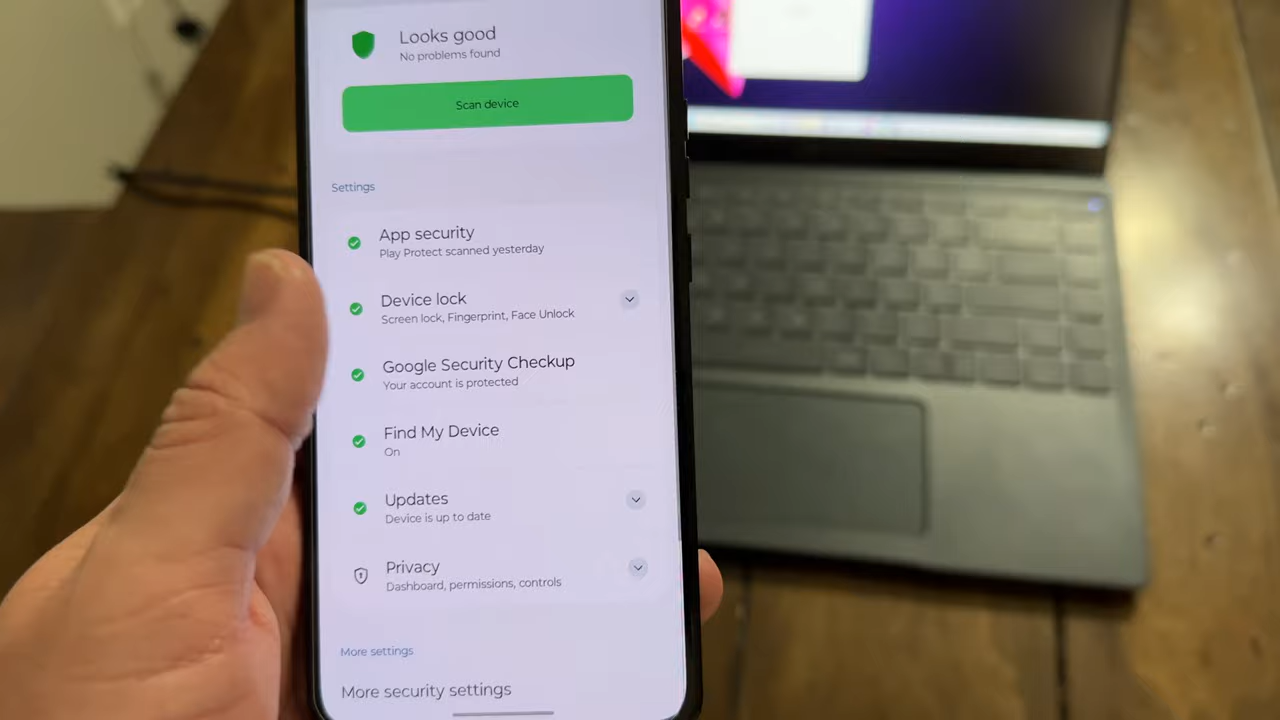 Looks good
No problems found
Scan device
Settings
App security
Play Protect scanned yesterday
Device lock
Screen lock, Fingerprint, Face Unlock
Google Security Checkup
Your account is protected
Find My Device
On
Updates
Device is up to date
Privacy
Dashboard, permissions, controls
More settings
More security settings